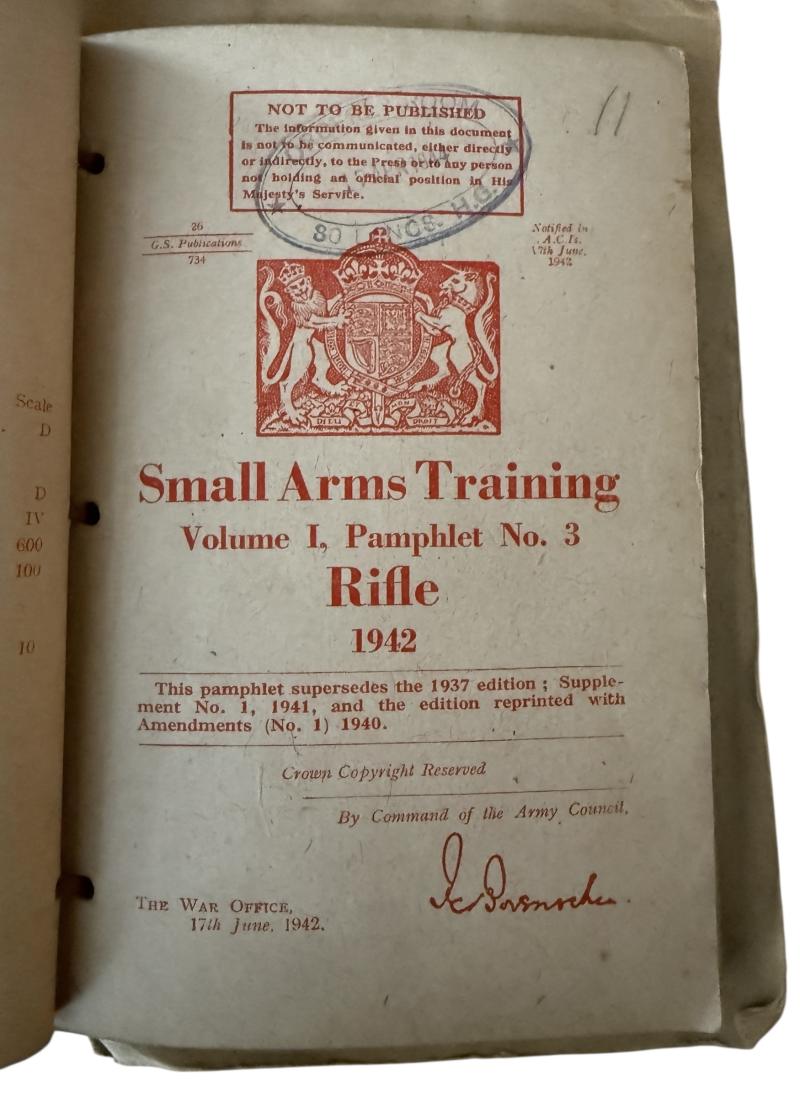 Scale
D
D
IV
600
100
10
11
NOT TO BE PUBLISHED
The information given in this document
is not to be communicated, either directly
or indirectly, to the Press or to any person
not holding an official position in His
Majesty's Service.
ROOM
80 LANCS. H.G.
26
G.S. Publications
734
Notified in
A.C.Is.
17th June,
1942
DIEU ET MON DROIT
Small Arms Training
Volume I, Pamphlet No. 3
Rifle
1942
This pamphlet supersedes the 1937 edition ; Supple-
ment No. 1, 1941, and the edition reprinted with
Amendments (No. 1) 1940.
Crown Copyright Reserved
By Command of the Army Council,
THE WAR OFFICE,
17th June, 1942.